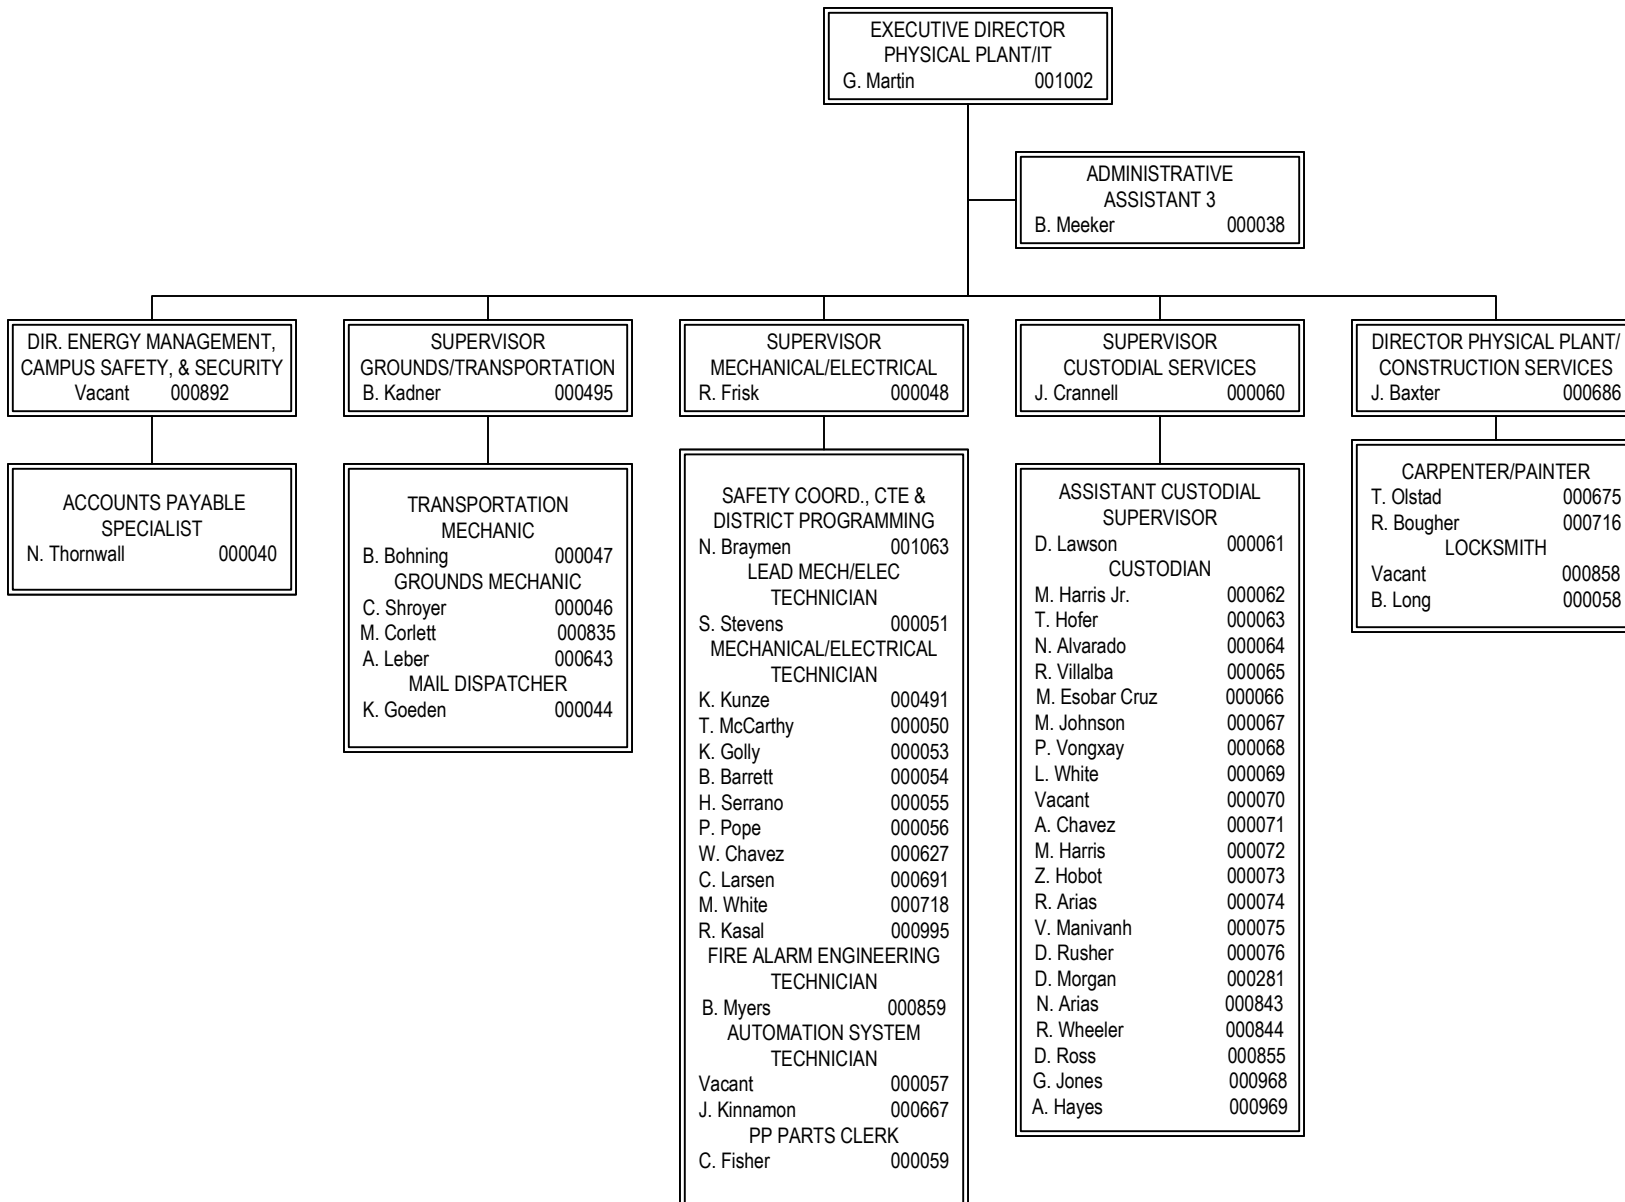 EXECUTIVE DIRECTOR
PHYSICAL PLANT/IT
G. Martin 001002
ADMINISTRATIVE
ASSISTANT 3
B. Meeker 000038
DIR. ENERGY MANAGEMENT,
CAMPUS SAFETY, & SECURITY
Vacant 000892
SUPERVISOR
GROUNDS/TRANSPORTATION
B. Kadner 000495
SUPERVISOR
MECHANICAL/ELECTRICAL
R. Frisk 000048
SUPERVISOR
CUSTODIAL SERVICES
J. Crannell 000060
DIRECTOR PHYSICAL PLANT/
CONSTRUCTION SERVICES
J. Baxter 000686
ACCOUNTS PAYABLE
SPECIALIST
N. Thornwall 000040
TRANSPORTATION
MECHANIC
B. Bohning 000047
GROUNDS MECHANIC
C. Shroyer 000046
M. Corlett 000835
A. Leber 000643
MAIL DISPATCHER
K. Goeden 000044
SAFETY COORD., CTE &
DISTRICT PROGRAMMING
N. Braymen 001063
LEAD MECH/ELEC
TECHNICIAN
S. Stevens 000051
MECHANICAL/ELECTRICAL
TECHNICIAN
K. Kunze 000491
T. McCarthy 000050
K. Golly 000053
B. Barrett 000054
H. Serrano 000055
P. Pope 000056
W. Chavez 000627
C. Larsen 000691
M. White 000718
R. Kasal 000995
FIRE ALARM ENGINEERING
TECHNICIAN
B. Myers 000859
AUTOMATION SYSTEM
TECHNICIAN
Vacant 000057
J. Kinnamon 000667
PP PARTS CLERK
C. Fisher 000059
ASSISTANT CUSTODIAL
SUPERVISOR
D. Lawson 000061
CUSTODIAN
M. Harris Jr. 000062
T. Hofer 000063
N. Alvarado 000064
R. Villalba 000065
M. Esobar Cruz 000066
M. Johnson 000067
P. Vongxay 000068
L. White 000069
Vacant 000070
A. Chavez 000071
M. Harris 000072
Z. Hobot 000073
R. Arias 000074
V. Manivanh 000075
D. Rusher 000076
D. Morgan 000281
N. Arias 000843
R. Wheeler 000844
D. Ross 000855
G. Jones 000968
A. Hayes 000969
CARPENTER/PAINTER
T. Olstad 000675
R. Bougher 000716
LOCKSMITH
Vacant 000858
B. Long 000058